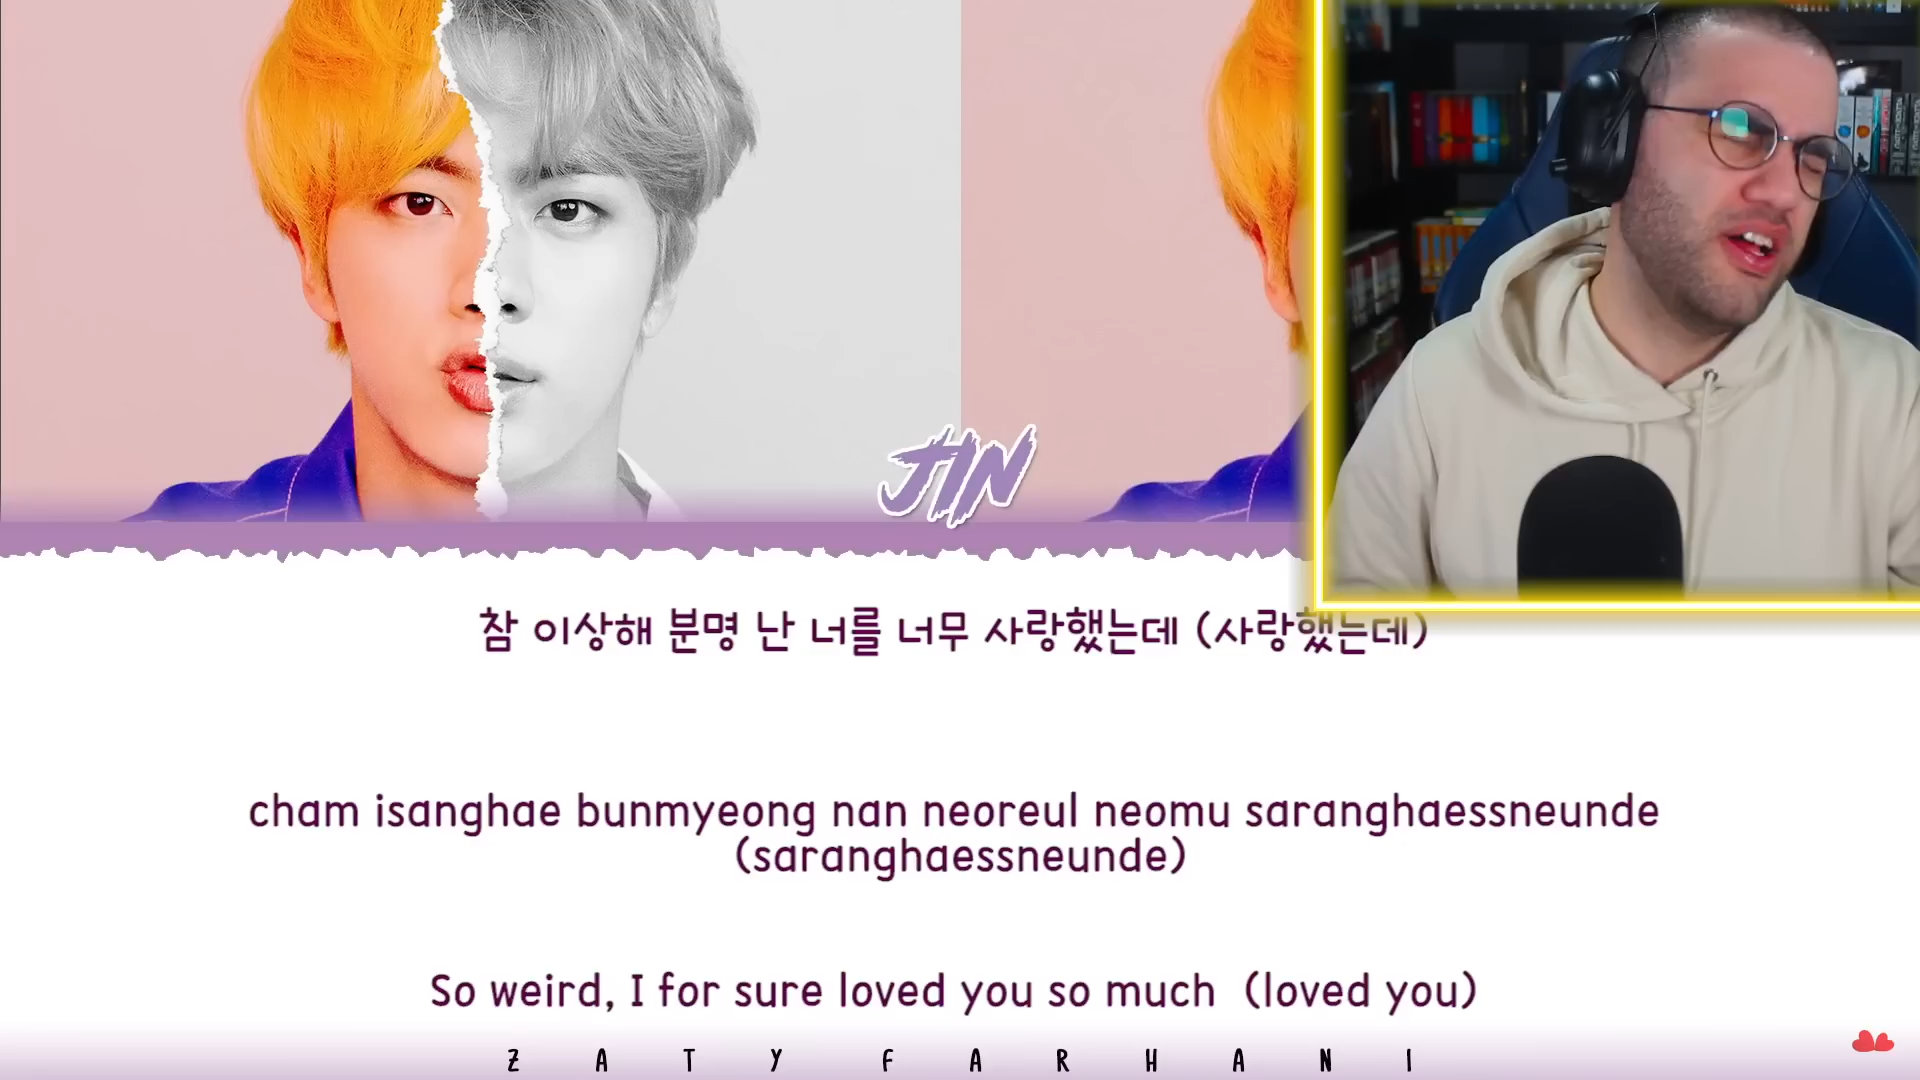 JIN
참 이상해 분명 난 너를 너무 사랑했는데 (사랑했는데)
cham isanghae bunmyeong nan neoreul neomu saranghaessneunde
(saranghaessneunde)
So weird, I for sure loved you so much (loved you)
ZATY FARHANI